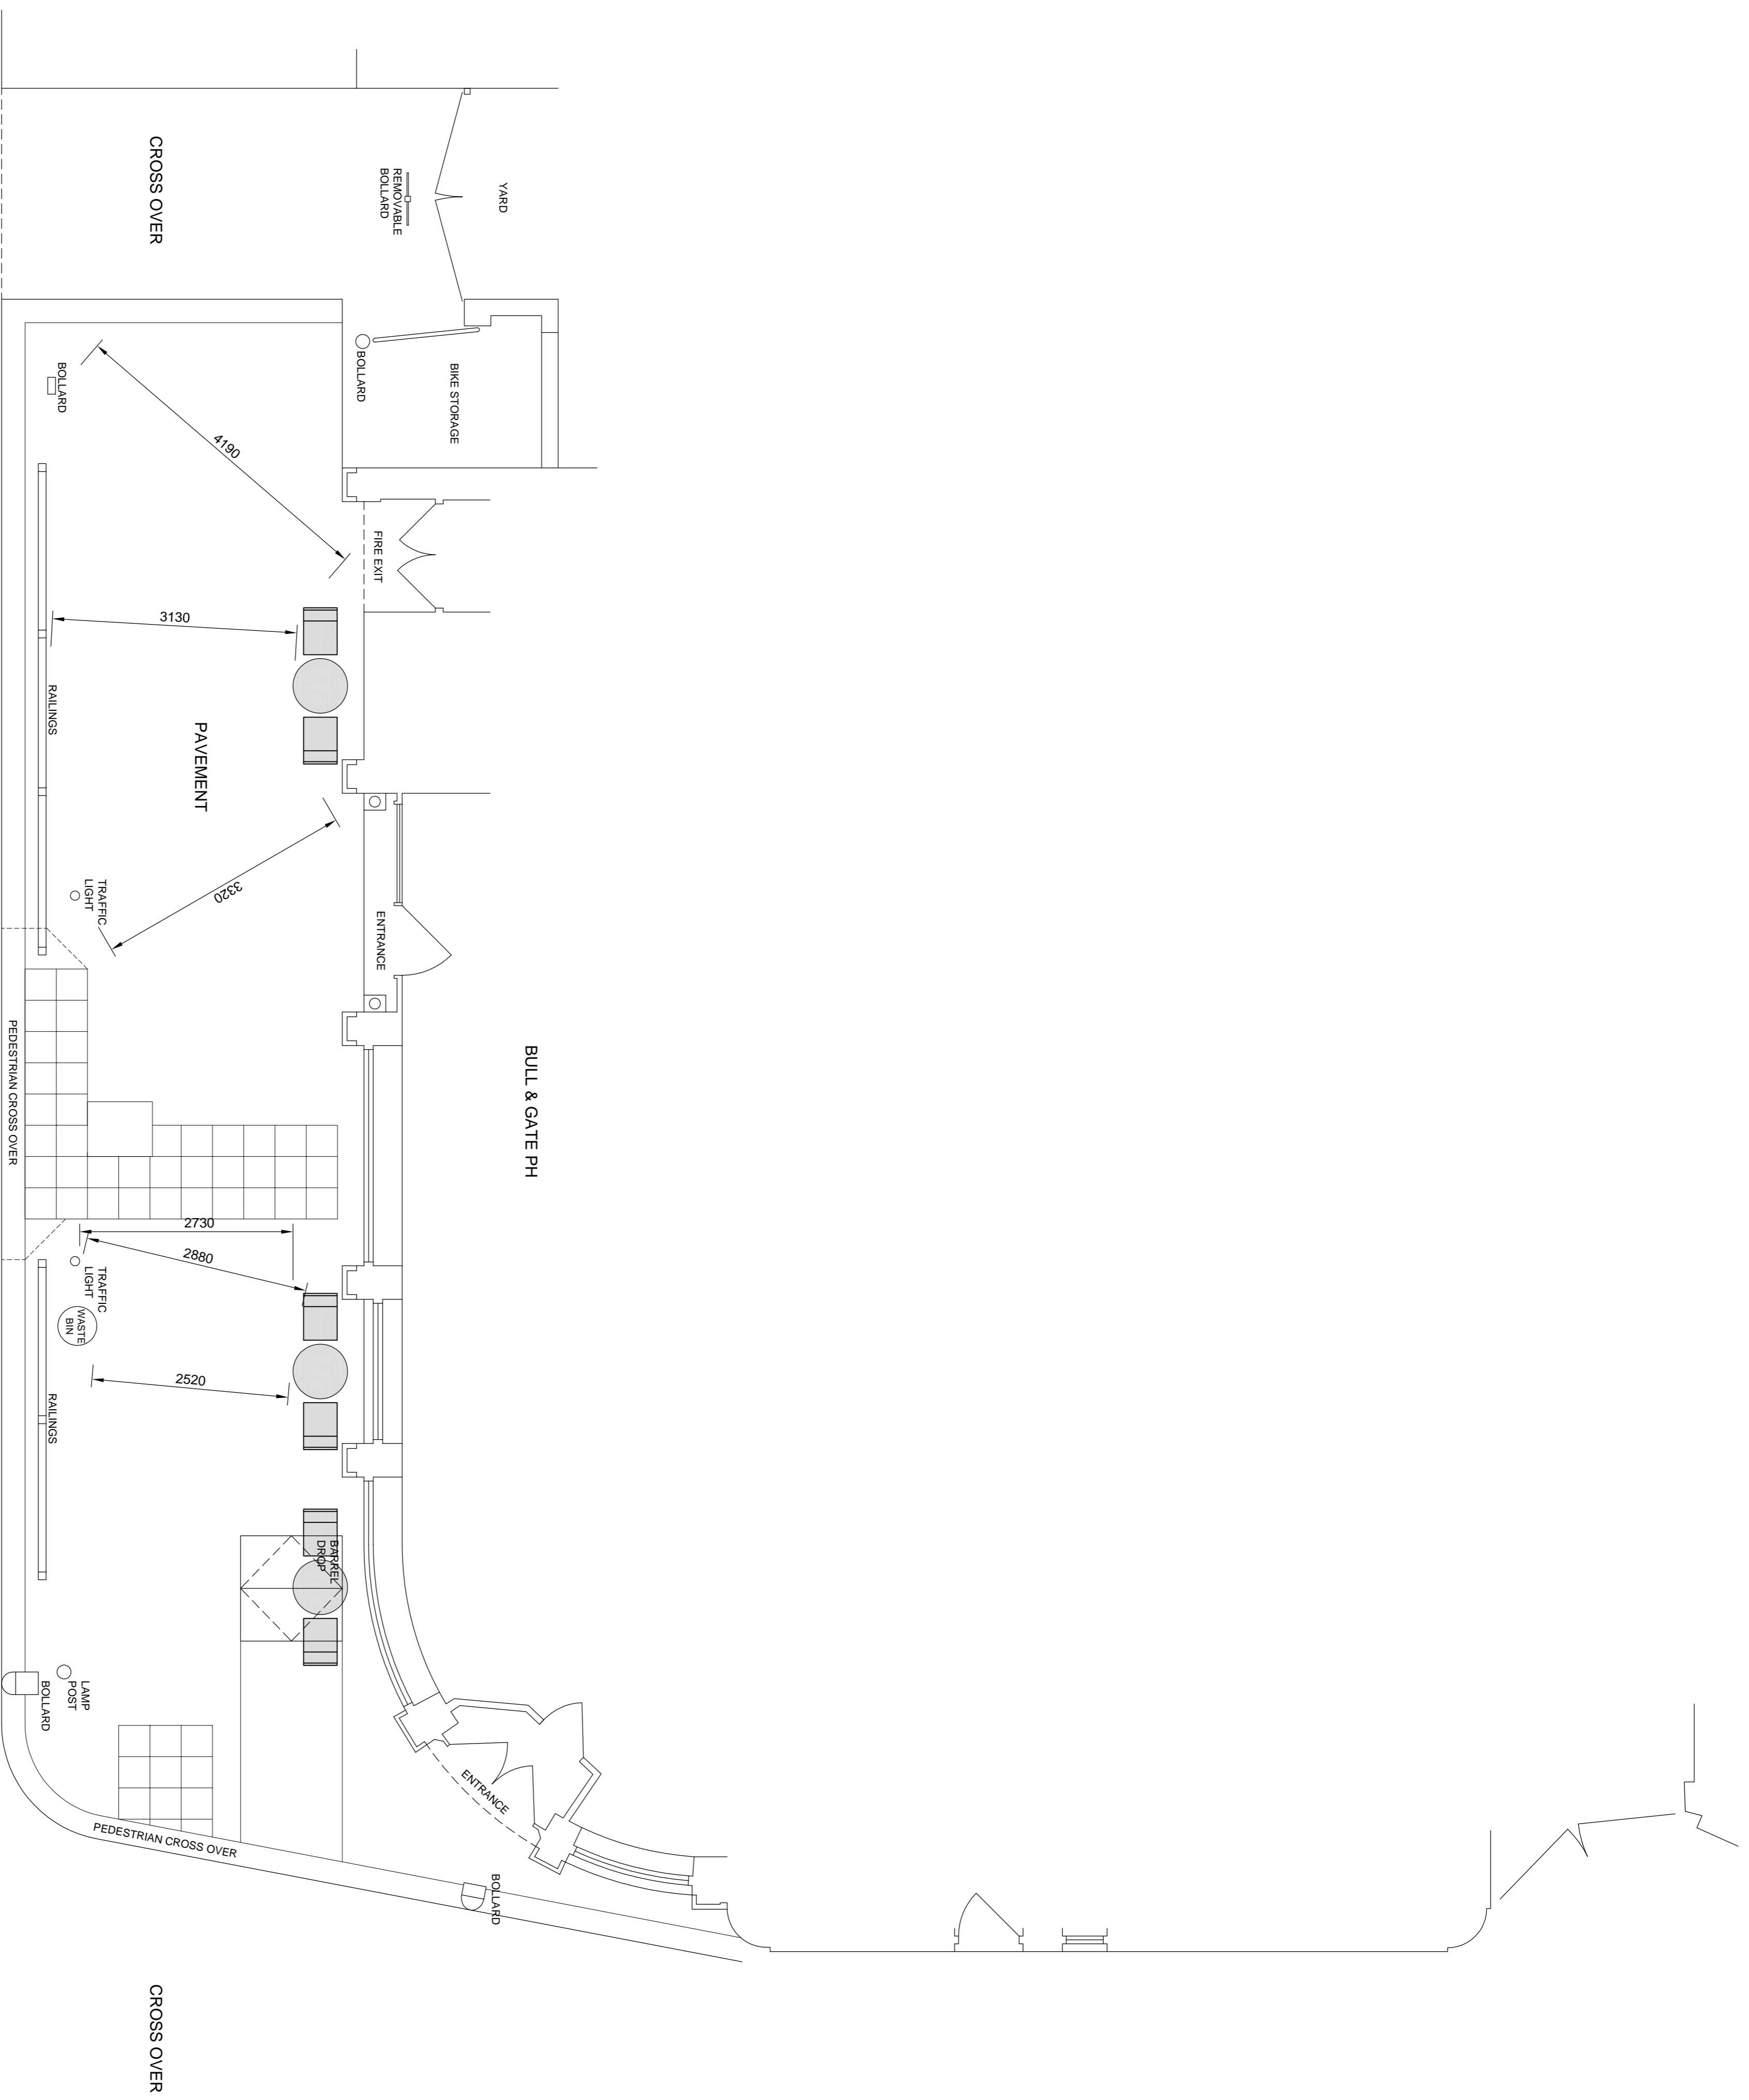 CROSS OVER
REMOVABLE
BOLLARD
YARD
BOLLARD
BOLLARD
BIKE STORAGE
4190
FIRE EXIT
3130
RAILINGS
PAVEMENT
3320
TRAFFIC
LIGHT
ENTRANCE
PEDESTRIAN CROSS OVER
BULL & GATE PH
2730
2880
TRAFFIC
LIGHT
WASTE
BIN
2520
RAILINGS
BARREL
DROP
LAMP
POST
BOLLARD
ENTRANCE
PEDESTRIAN CROSS OVER
BOLLARD
CROSS OVER